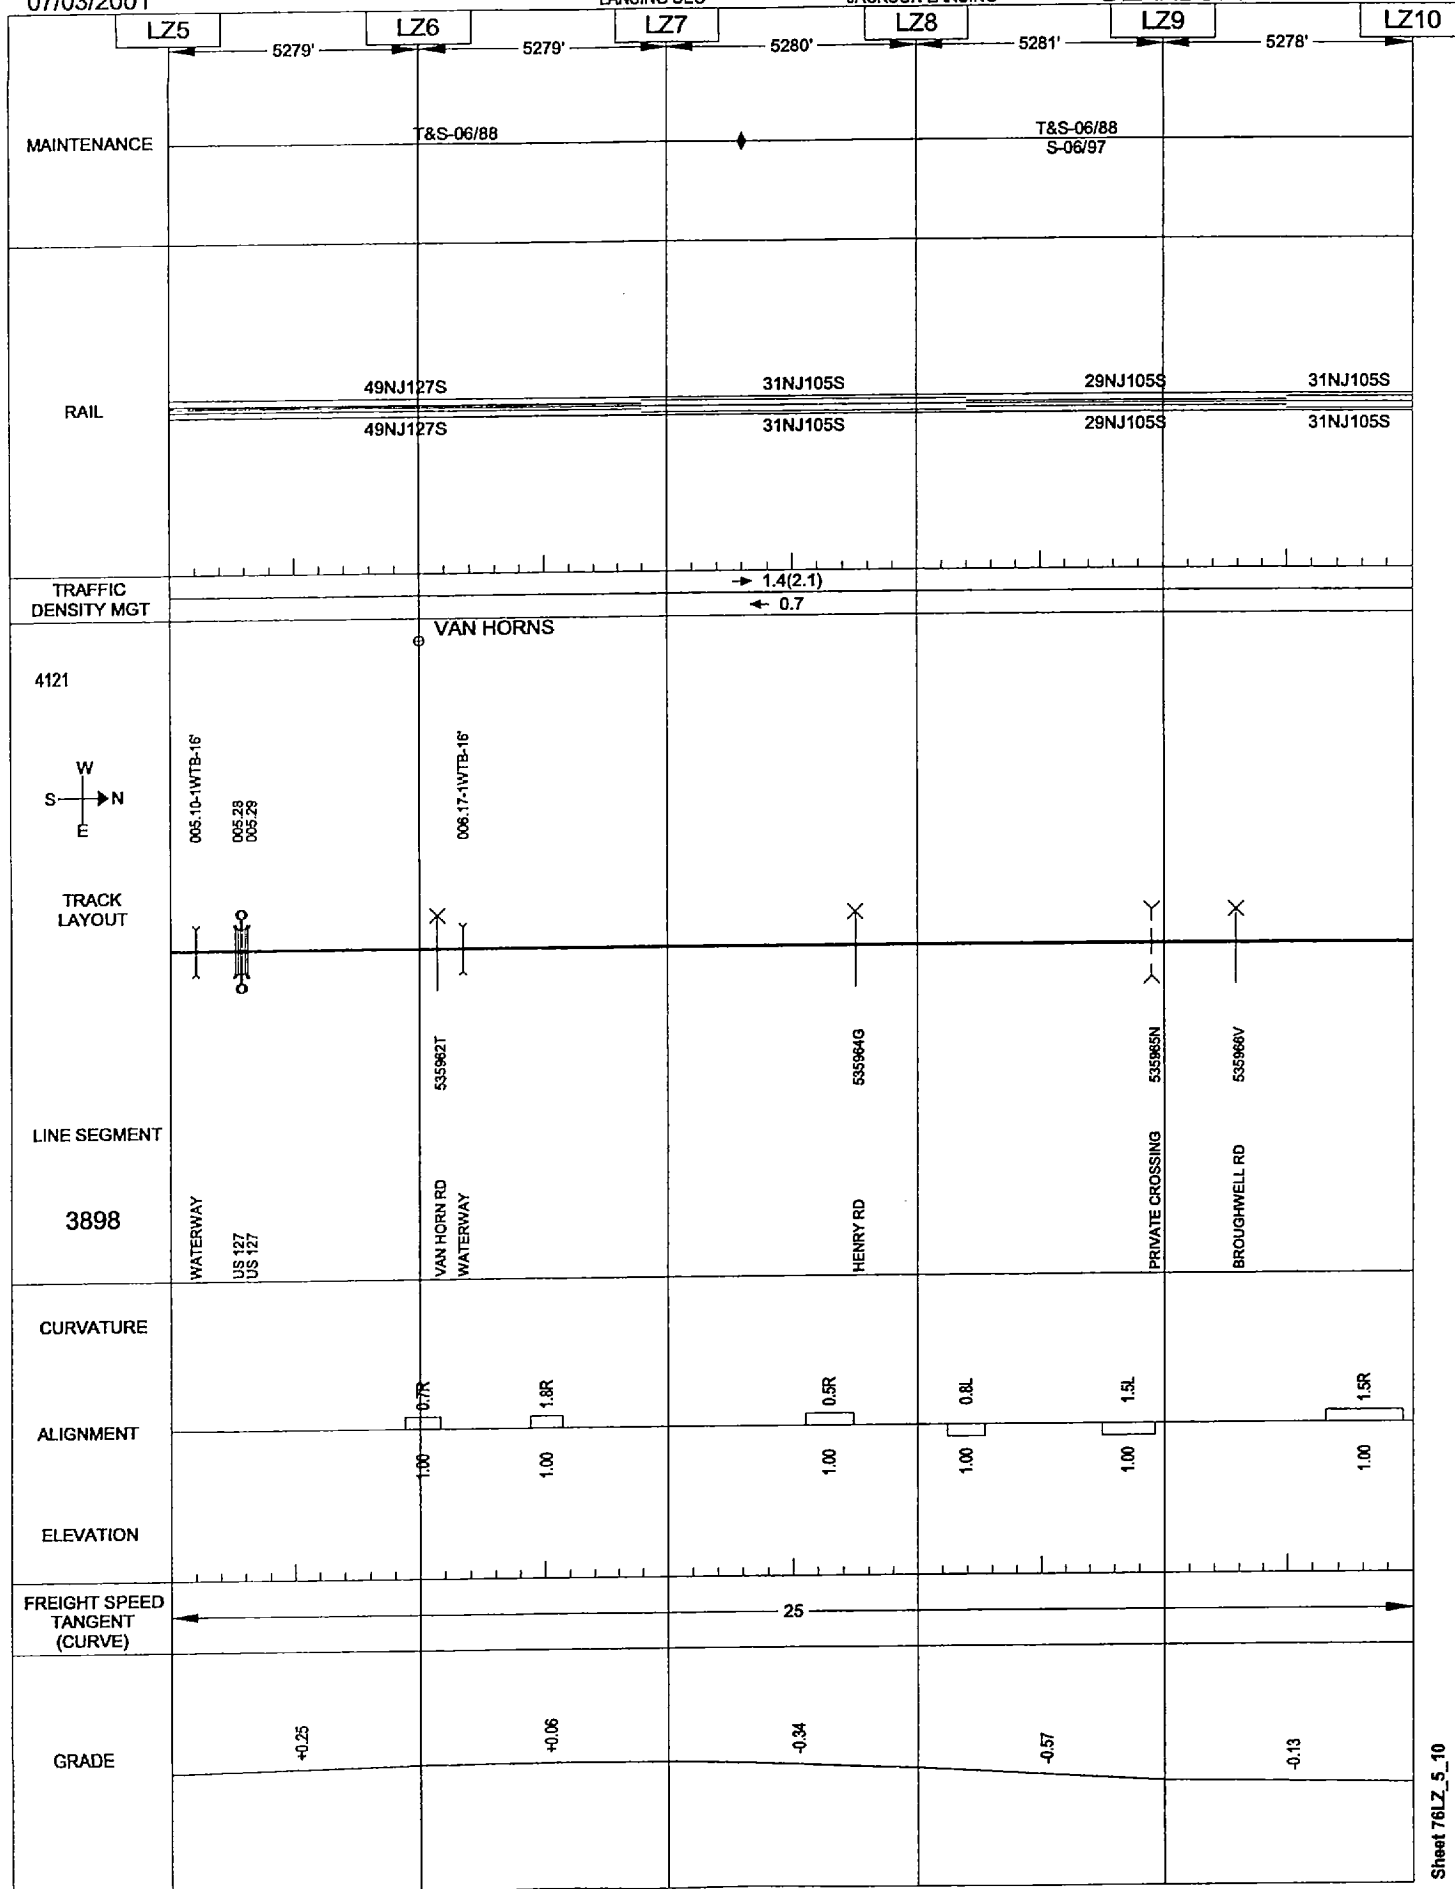 07/03/2001
LZ5 LZ6 LZ7 LZ8 LZ9 LZ10
5279' 5279' 5280' 5281' 5278'
MAINTENANCE
T&S-06/88 T&S-06/88
S-06/97
RAIL
49NJ127S 31NJ105S 29NJ105S 31NJ105S
49NJ127S 31NJ105S 29NJ105S 31NJ105S
TRAFFIC
DENSITY MGT
→ 1.4(2.1)
← 0.7
VAN HORNS
4121
W
S N
E
005.10-1WTB-16'
005.28
005.29
006.17-1WTB-16'
TRACK
LAYOUT
535962T
535964G
535965N
535966V
LINE SEGMENT
3898
WATERWAY
US 127
US 127
VAN HORN RD
WATERWAY
HENRY RD
PRIVATE CROSSING
BROUGHWELL RD
CURVATURE
0.7R 1.8R 0.5R 0.8L 1.5L 1.5R
ALIGNMENT
1.00 1.00 1.00 1.00 1.00 1.00
ELEVATION
FREIGHT SPEED
TANGENT
(CURVE)
25
GRADE
+0.25 +0.06 -0.34 -0.57 -0.13
Sheet 76LZ_5_10